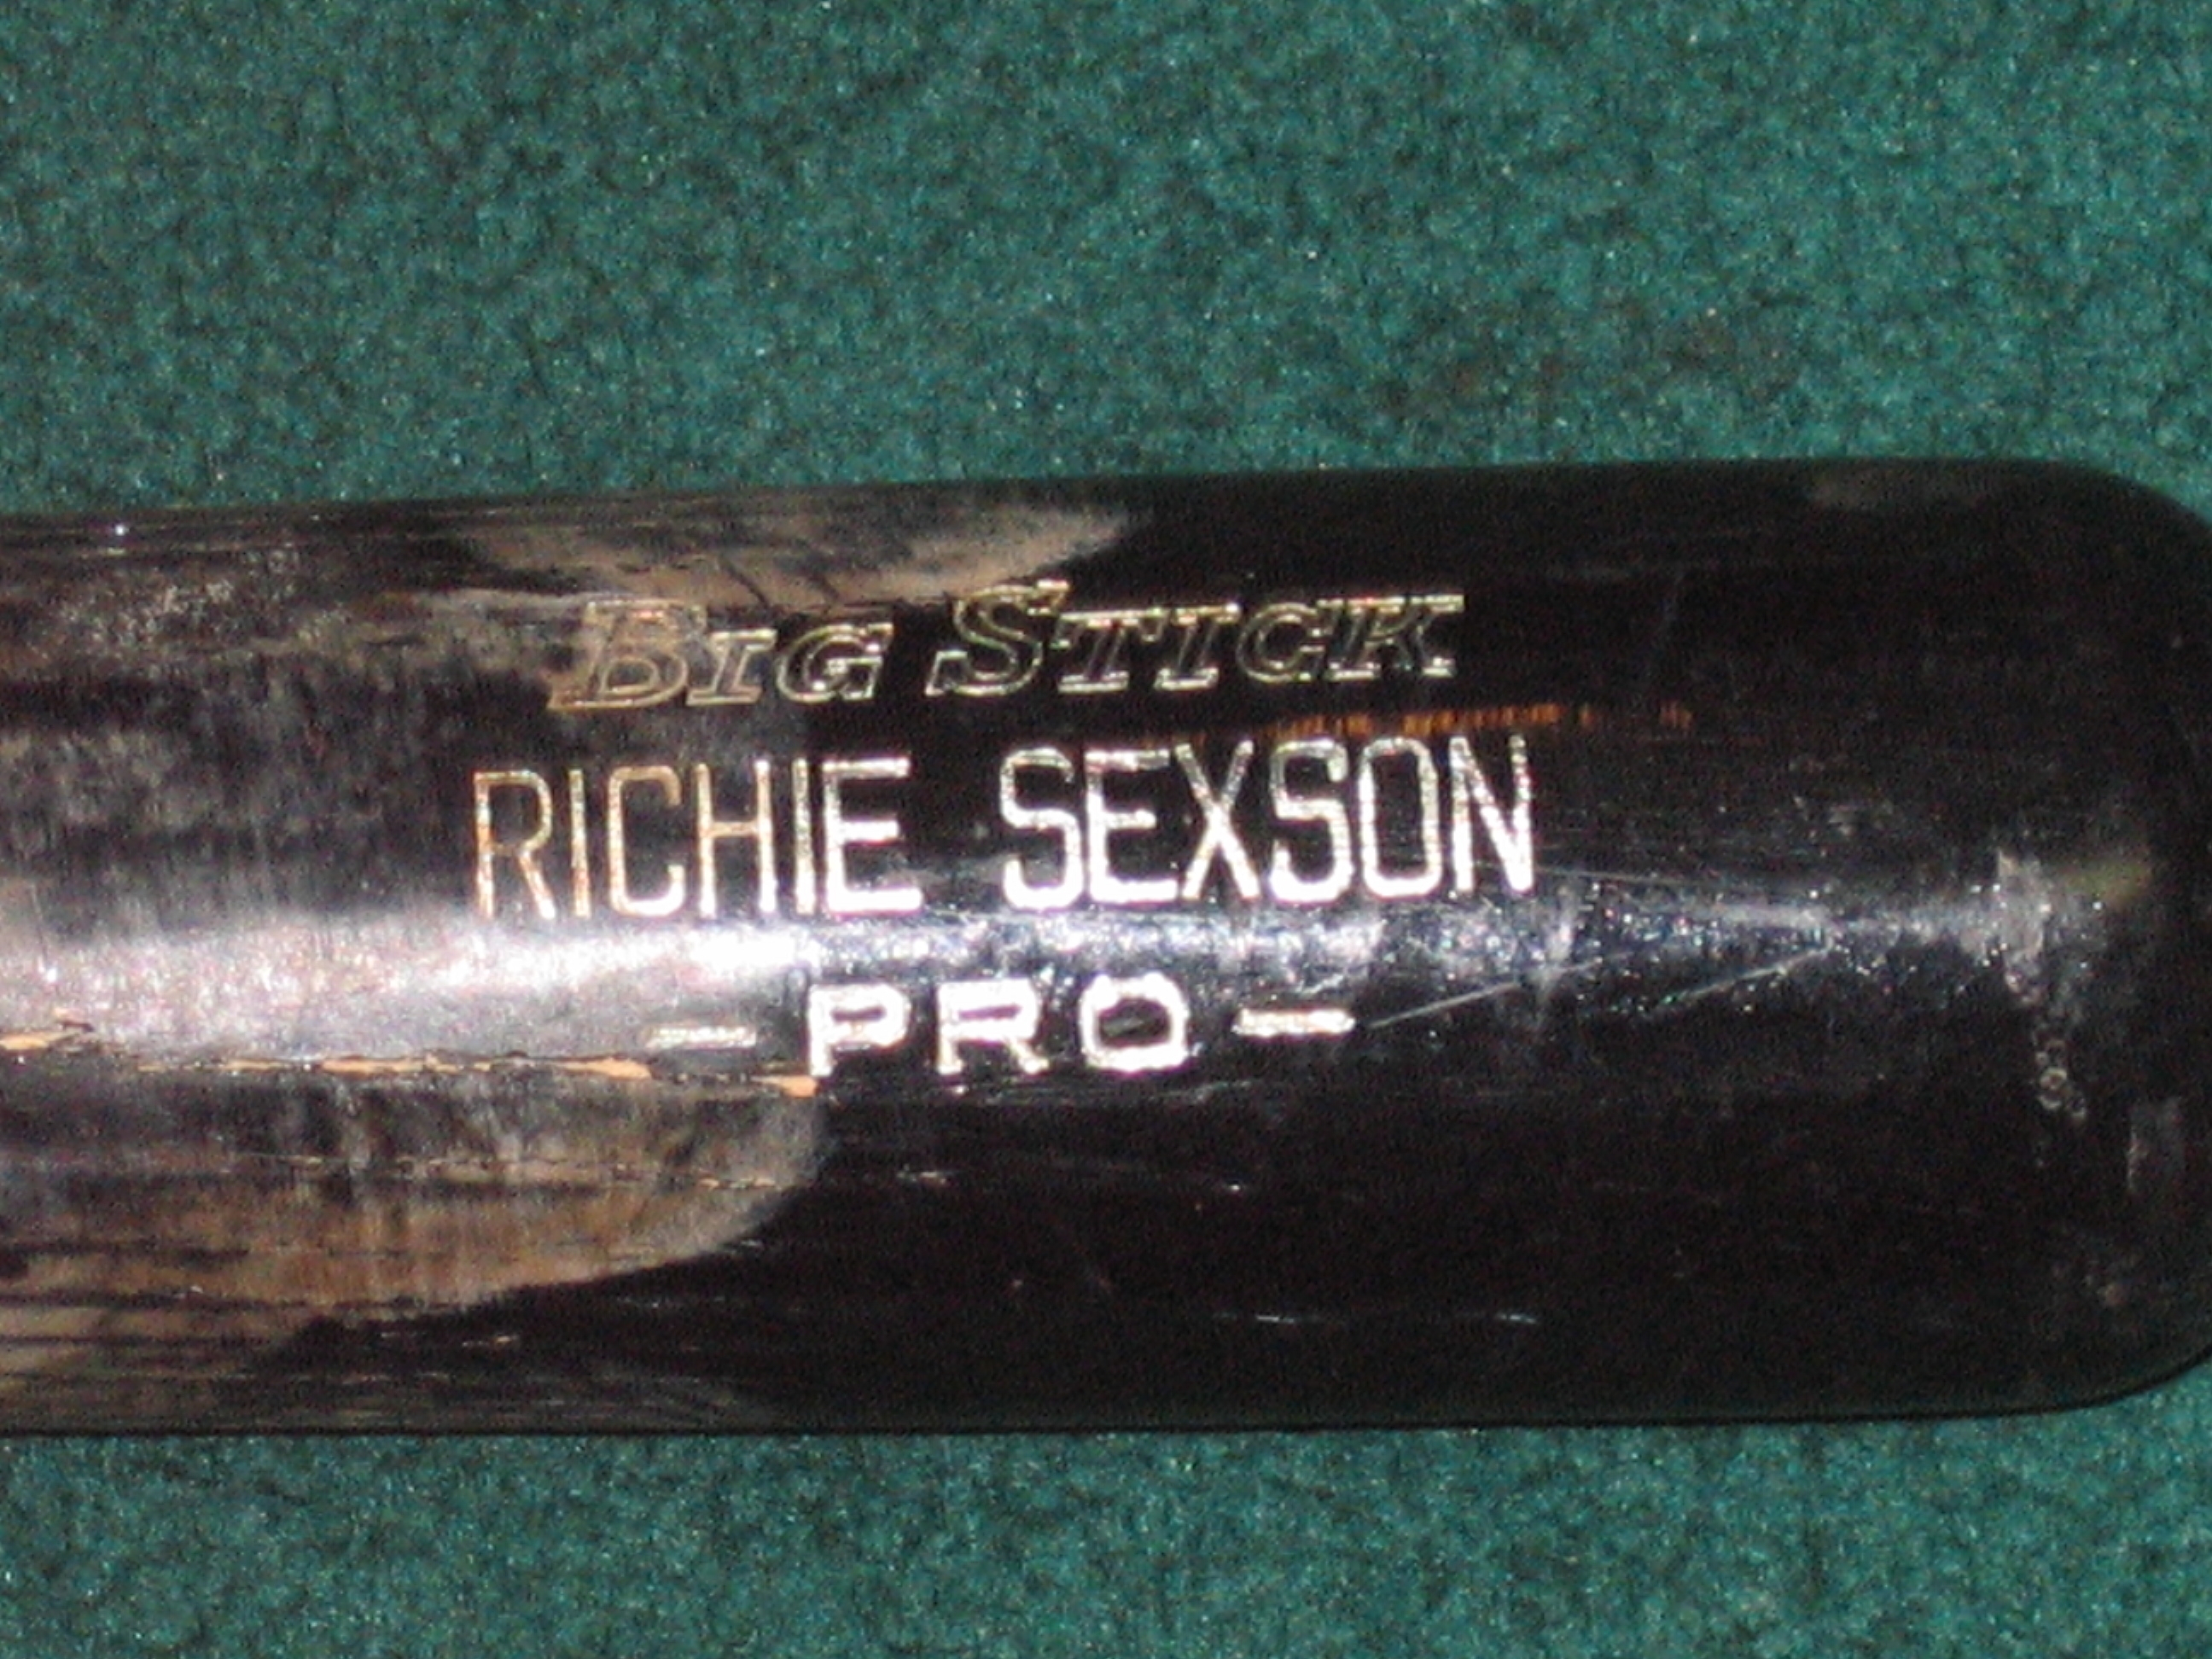 BIG STICK
RICHIE SEXSON
-PRO-